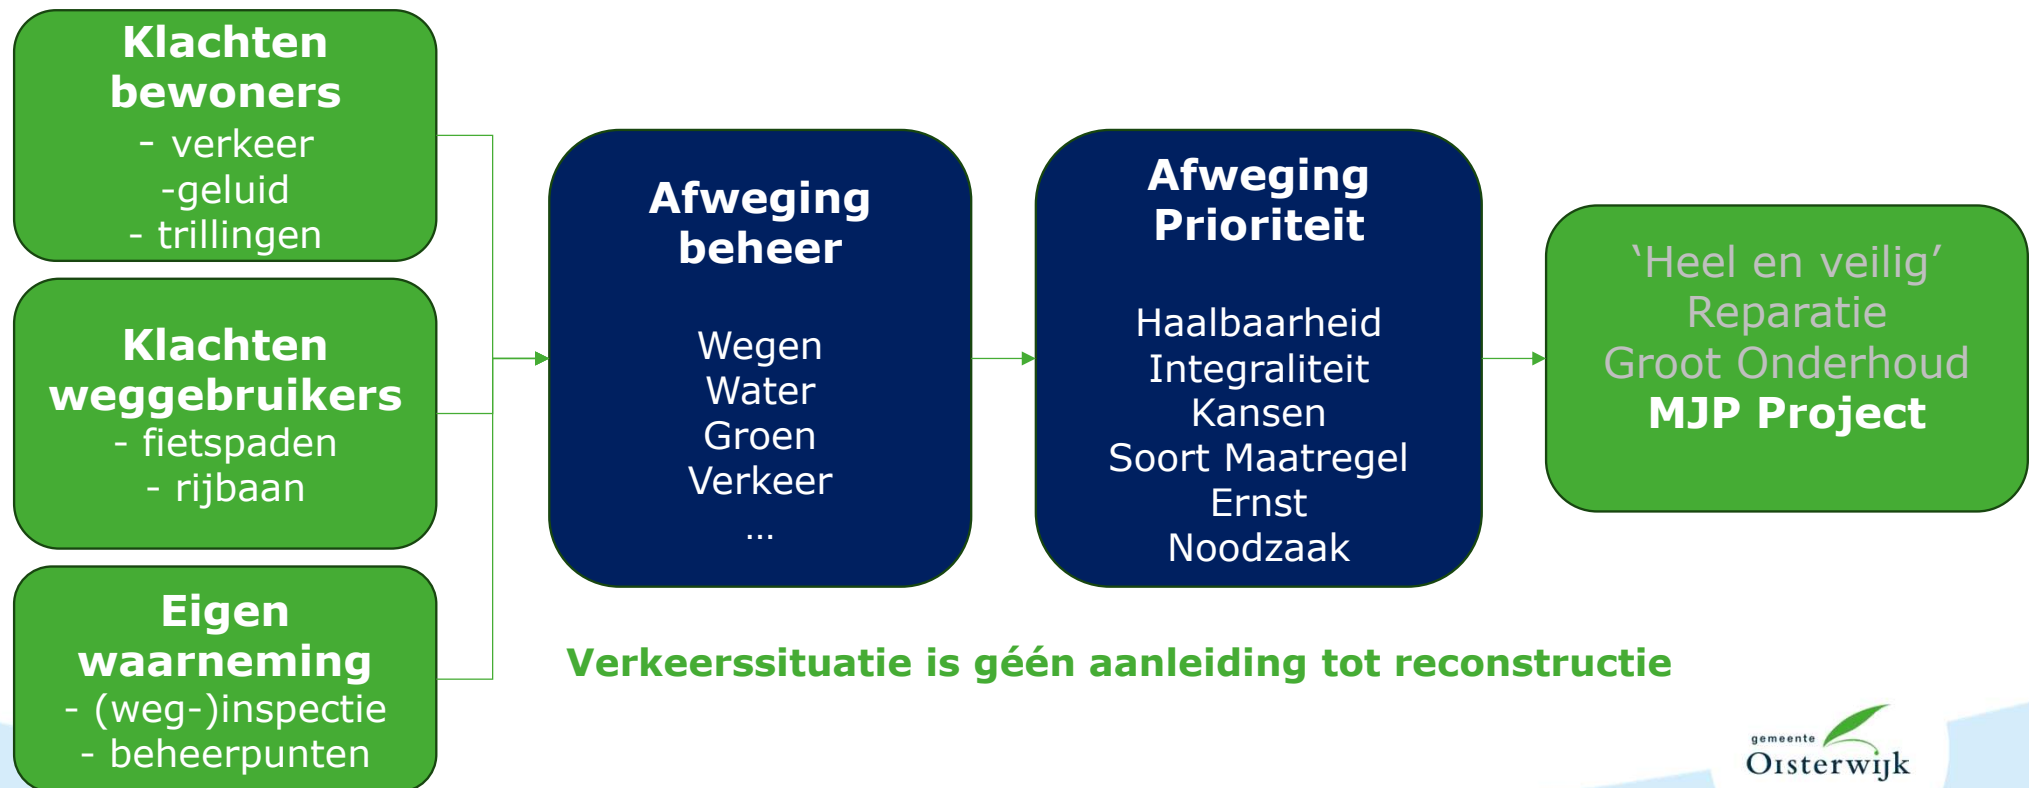 Klachten
bewoners
- verkeer
-geluid
- trillingen
Klachten
weggebruikers
- fietspaden
- rijbaan
Eigen
waarneming
- (weg-)inspectie
- beheerpunten
Afweging
beheer
Wegen
Water
Groen
Verkeer
...
Afweging
Prioriteit
Haalbaarheid
Integraliteit
Kansen
Soort Maatregel
Ernst
Noodzaak
‘Heel en veilig’
Reparatie
Groot Onderhoud
MJP Project
Verkeerssituatie is géén aanleiding tot reconstructie
gemeente
Oisterwijk